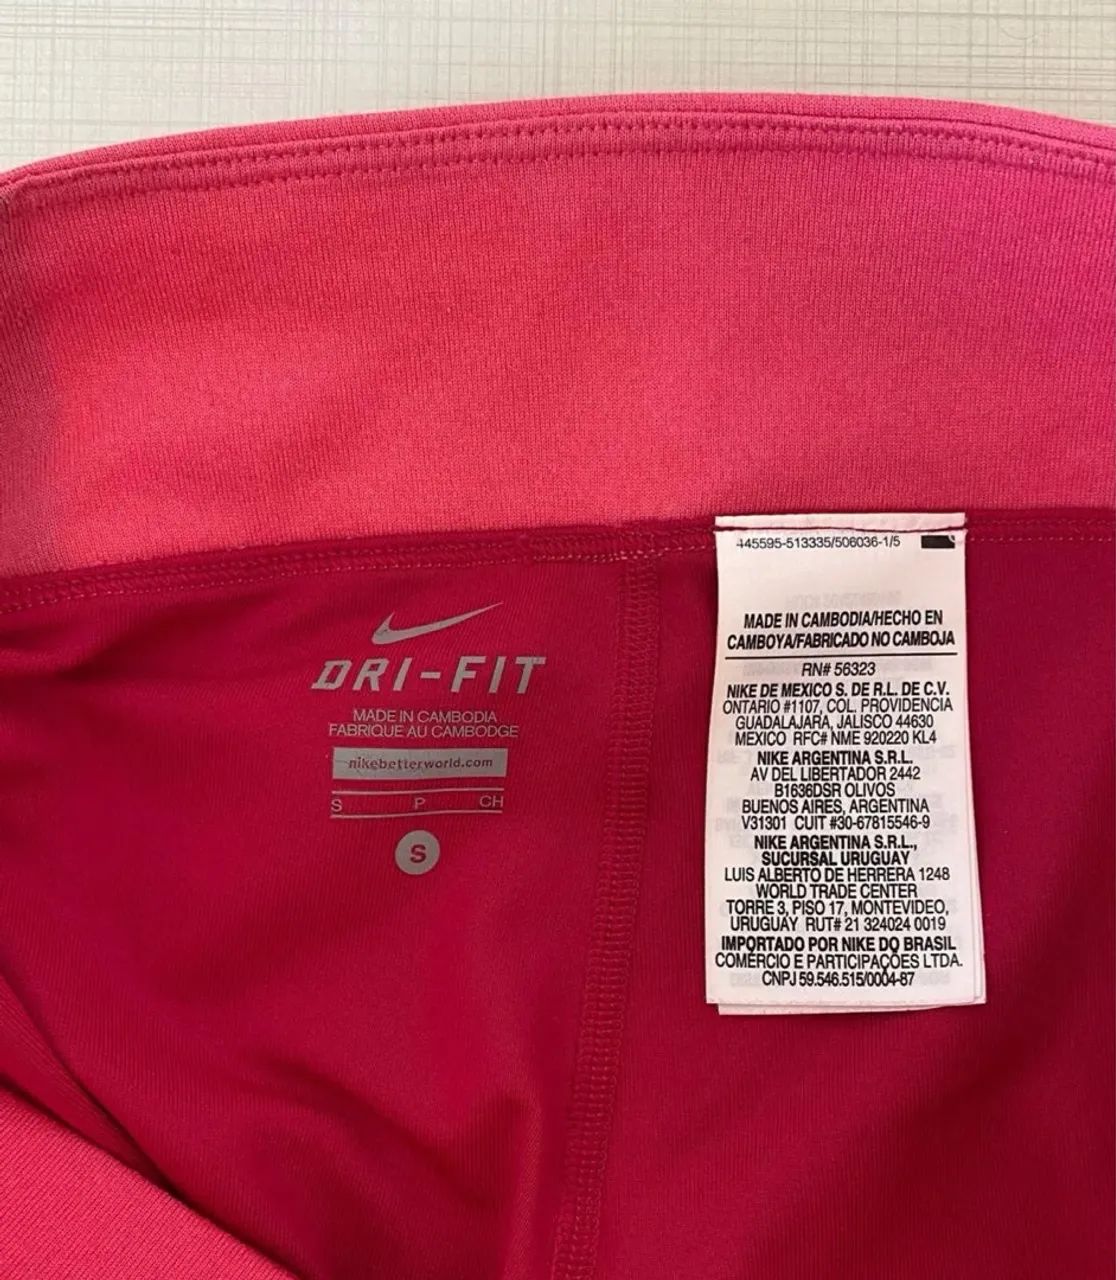 DRI-FIT
MADE IN CAMBODIA
FABRIQUE AU CAMBODGE
nikebetterworld.com
S P CH
S
445595-513335/506036-1/5
MADE IN CAMBODIA/HECHO EN
CAMBOYA/FABRICADO NO CAMBOJA
RN# 56323
NIKE DE MEXICO S. DE R.L. DE C.V.
ONTARIO #1107, COL. PROVIDENCIA
GUADALAJARA, JALISCO 44630
MEXICO RFC# NME 920220 KL4
NIKE ARGENTINA S.R.L.
AV DEL LIBERTADOR 2442
B1636DSR OLIVOS
BUENOS AIRES, ARGENTINA
V31301 CUIT #30-67815546-9
NIKE ARGENTINA S.R.L.,
SUCURSAL URUGUAY
LUIS ALBERTO DE HERRERA 1248
WORLD TRADE CENTER
TORRE 3, PISO 17, MONTEVIDEO,
URUGUAY RUT# 21 324024 0019
IMPORTADO POR NIKE DO BRASIL
COMÉRCIO E PARTICIPAÇÕES LTDA.
CNPJ 59.546.515/0004-87